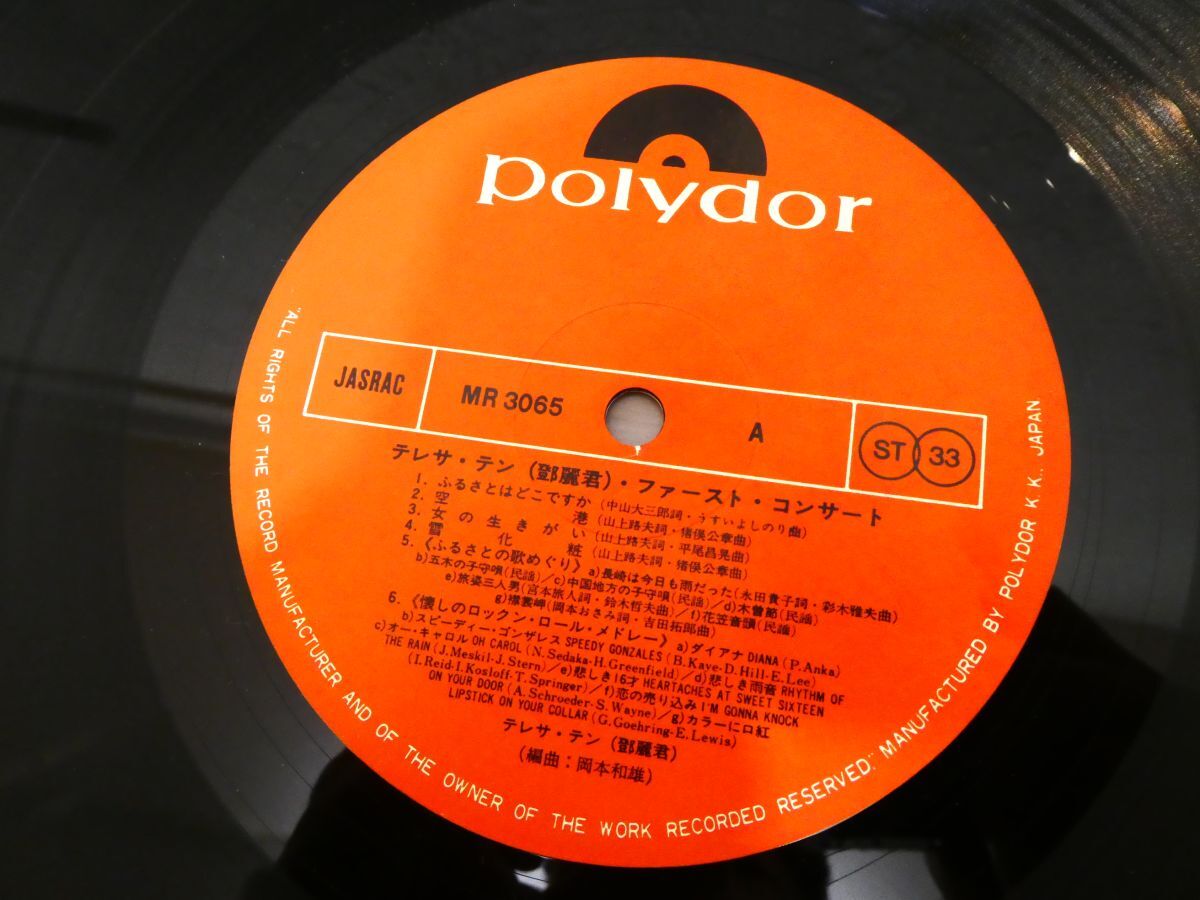 polydor
JASRAC MR 3065 A ST 33
テレサ・テン (鄧麗君)・ファースト・コンサート
1. ふるさとはどこですか (中山大三郎詞・うすいよしのり曲)
2. 空港 (山上路夫詞・猪俣公章曲)
3. 女の生きがい (山上路夫詞・平尾昌晃曲)
4. 雪化粧 (山上路夫詞・猪俣公章曲)
5. 《ふるさとの歌めぐり》 a) 長崎は今日も雨だった (永田貴子詞・彩木雅夫曲)
b) 五木の子守唄 (民謡)／c) 中国地方の子守唄 (民謡)／d) 木曽節 (民謡)
e) 旅姿三人男 (宮本旅人詞・鈴木哲夫曲)／f) 花笠音頭 (民謡)
g) 襟裳岬 (岡本おさみ詞・吉田拓郎曲)
6. 《懐しのロックン・ロール・メドレー》 a) ダイアナ DIANA (P. Anka)
b) スピーディー・ゴンザレス SPEEDY GONZALES (B. Kaye-D. Hill-E. Lee)
c) オー・キャロル OH CAROL (N. Sedaka-H. Greenfield)／d) 悲しき雨音 RHYTHM OF
THE RAIN (J. Meskil-J. Stern)／e) 悲しき16才 HEARTACHES AT SWEET SIXTEEN
(I. Reid-I. Kosloff-T. Springer)／f) 恋の売り込み I'M GONNA KNOCK
ON YOUR DOOR (A. Schroeder-S. Wayne)／g) カラーに口紅
LIPSTICK ON YOUR COLLAR (G. Goehring-E. Lewis)
テレサ・テン (鄧麗君)
(編曲：岡本和雄)
"ALL RIGHTS OF THE RECORD MANUFACTURER AND OF THE OWNER OF THE WORK RECORDED RESERVED." MANUFACTURED BY POLYDOR K. K., JAPAN